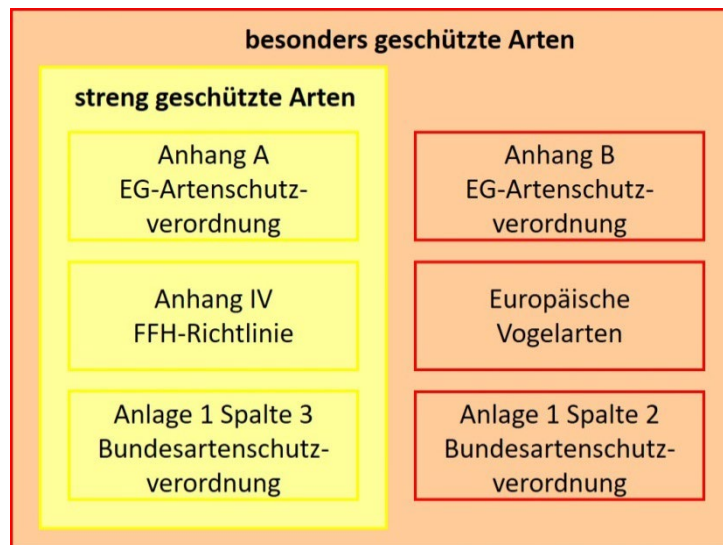 besonders geschützte Arten
streng geschützte Arten
Anhang A
EG-Artenschutz-
verordnung
Anhang B
EG-Artenschutz-
verordnung
Anhang IV
FFH-Richtlinie
Europäische
Vogelarten
Anlage 1 Spalte 3
Bundesartenschutz-
verordnung
Anlage 1 Spalte 2
Bundesartenschutz-
verordnung